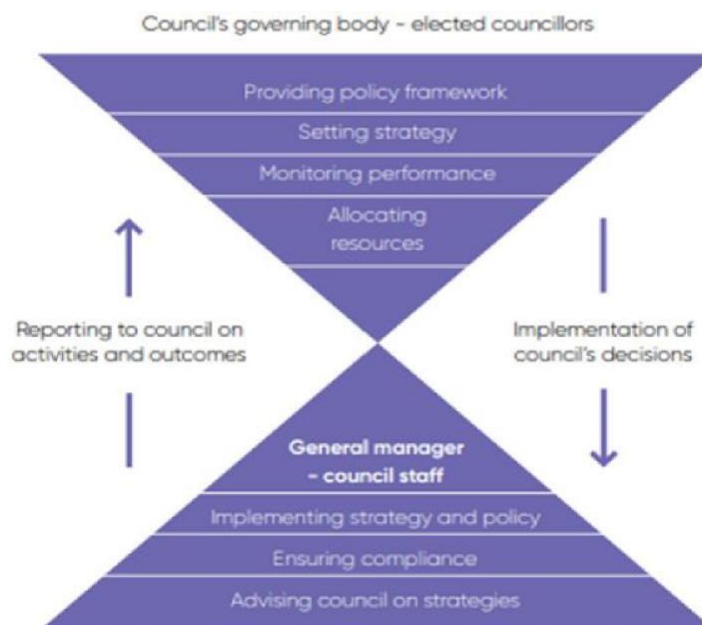 Council's governing body - elected councillors
Providing policy framework
Setting strategy
Monitoring performance
Allocating
resources
Reporting to council on
activities and outcomes
Implementation of
council's decisions
General manager
- council staff
Implementing strategy and policy
Ensuring compliance
Advising council on strategies